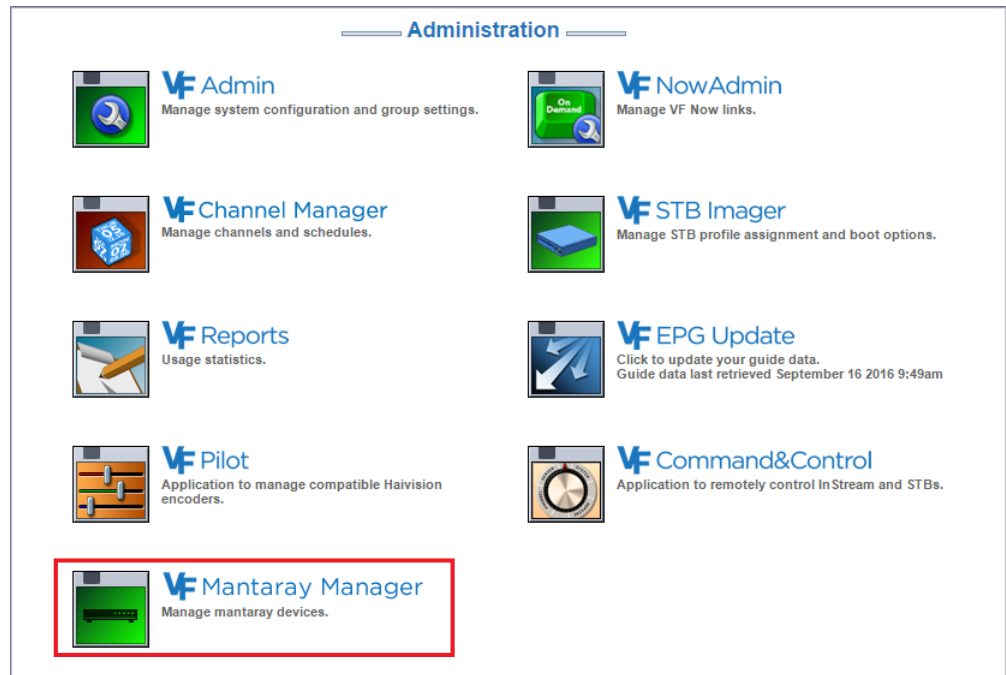 Administration
VF Admin
Manage system configuration and group settings.
On
Demand
VF NowAdmin
Manage VF Now links.
VF Channel Manager
Manage channels and schedules.
VF STB Imager
Manage STB profile assignment and boot options.
VF Reports
Usage statistics.
VF EPG Update
Click to update your guide data.
Guide data last retrieved September 16 2016 9:49am
VF Pilot
Application to manage compatible Haivision
encoders.
VF Command&Control
Application to remotely control InStream and STBs.
VF Mantaray Manager
Manage mantaray devices.